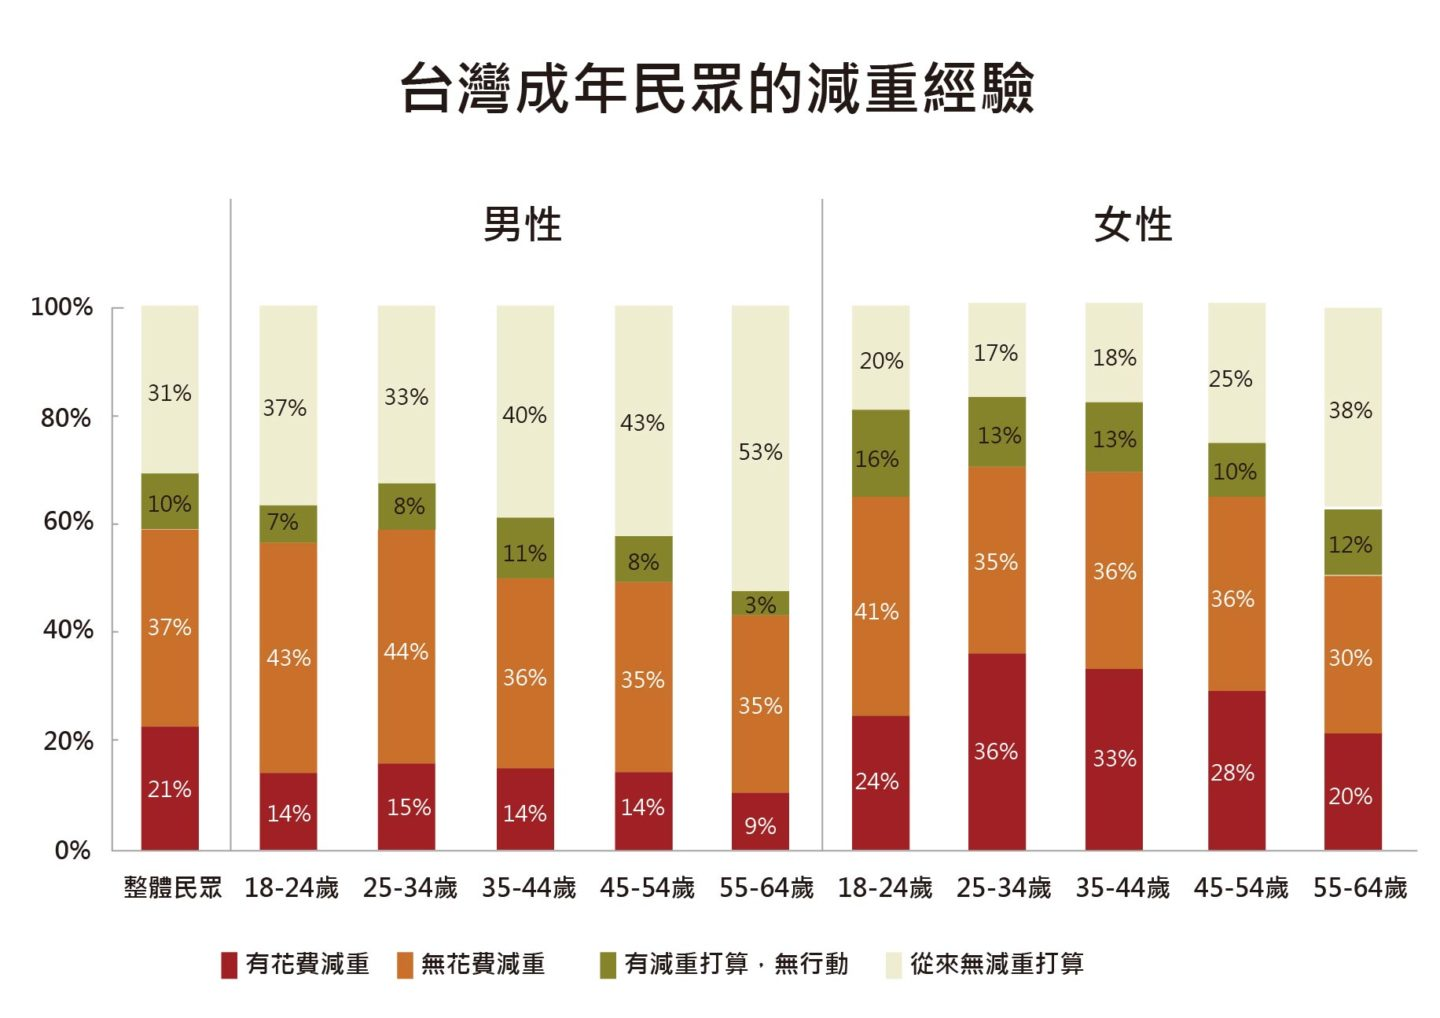 台灣成年民眾的減重經驗
男性 女性
100%
80%
60%
40%
20%
0%
31% 37% 33% 40% 43% 53% 20% 17% 18% 25% 38%
10% 7% 8% 11% 8% 3% 16% 13% 13% 10% 12%
37% 43% 44% 36% 35% 35% 41% 35% 36% 36% 30%
21% 14% 15% 14% 14% 9% 24% 36% 33% 28% 20%
整體民眾 18-24歲 25-34歲 35-44歲 45-54歲 55-64歲 18-24歲 25-34歲 35-44歲 45-54歲 55-64歲
有花費減重 無花費減重 有減重打算．無行動 從來無減重打算